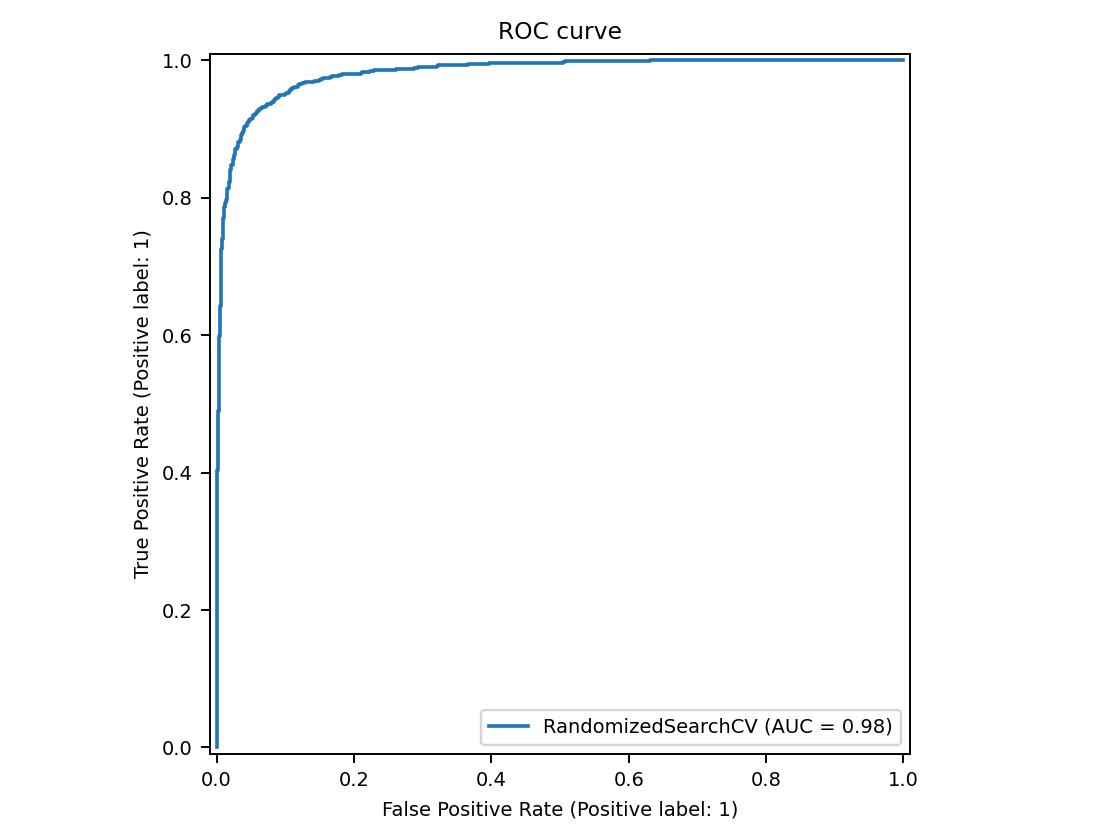 ROC curve
True Positive Rate (Positive label: 1)
1.0
0.8
0.6
0.4
0.2
0.0
RandomizedSearchCV (AUC = 0.98)
0.0 0.2 0.4 0.6 0.8 1.0
False Positive Rate (Positive label: 1)